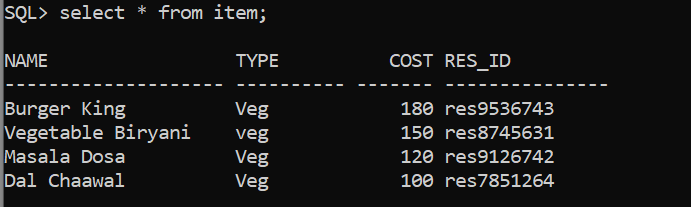 SQL> select * from item;
NAME                 TYPE          COST RES_ID
-------------------- ---------- ------- ---------------
Burger King          Veg            180 res9536743
Vegetable Biryani    veg            150 res8745631
Masala Dosa          Veg            120 res9126742
Dal Chaawal          Veg            100 res7851264